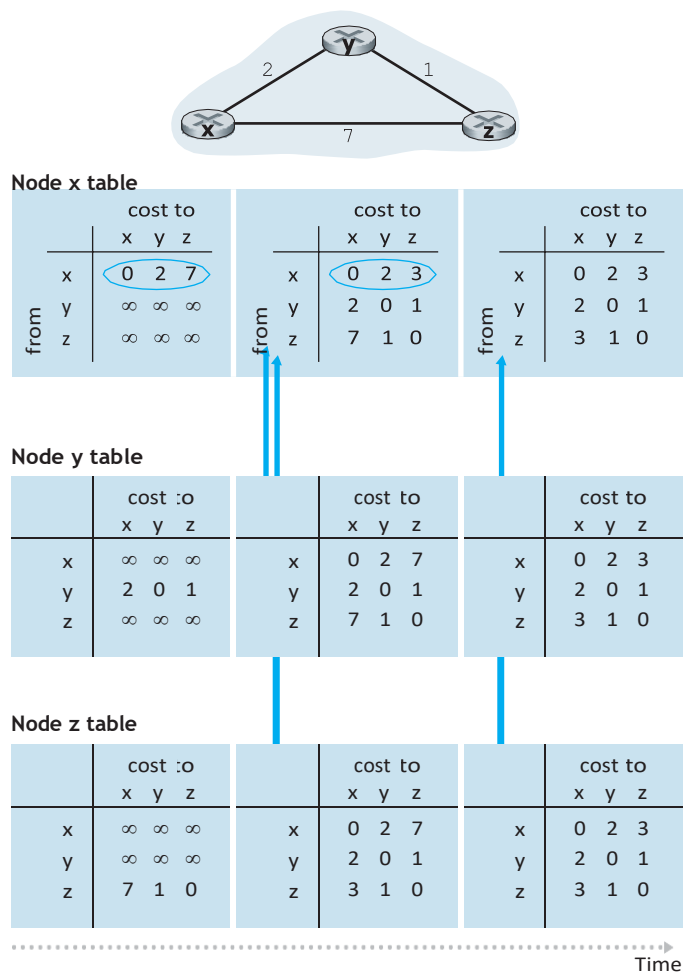 y
2
1
x
7
z
Node x table
cost to
x y z
x 0 2 7
y ∞ ∞ ∞
z ∞ ∞ ∞
from
cost to
x y z
x 0 2 3
y 2 0 1
z 7 1 0
from
cost to
x y z
x 0 2 3
y 2 0 1
z 3 1 0
from
Node y table
cost to
x y z
x ∞ ∞ ∞
y 2 0 1
z ∞ ∞ ∞
cost to
x y z
x 0 2 7
y 2 0 1
z 7 1 0
cost to
x y z
x 0 2 3
y 2 0 1
z 3 1 0
Node z table
cost to
x y z
x ∞ ∞ ∞
y ∞ ∞ ∞
z 7 1 0
cost to
x y z
x 0 2 7
y 2 0 1
z 3 1 0
cost to
x y z
x 0 2 3
y 2 0 1
z 3 1 0
Time